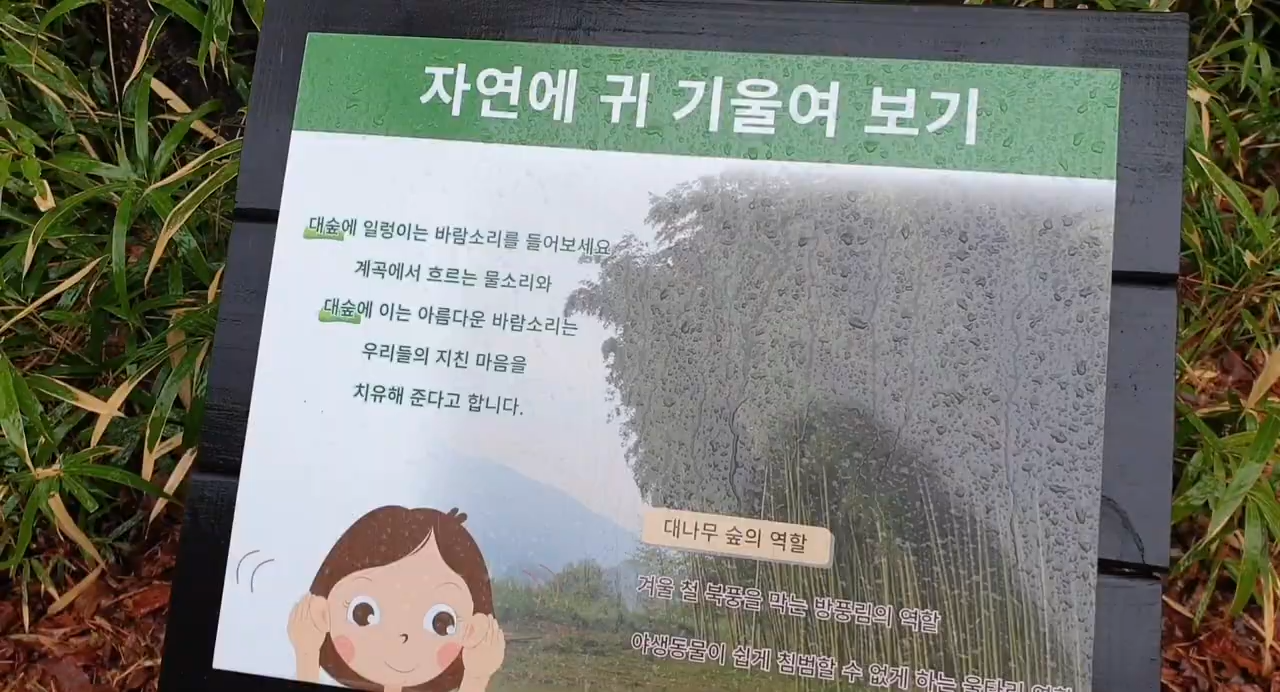 자연에 귀 기울여 보기
대숲에 일렁이는 바람소리를 들어보세요
계곡에서 흐르는 물소리와
대숲에 이는 아름다운 바람소리는
우리들의 지친 마음을
치유해 준다고 합니다.
대나무 숲의 역할
겨울 철 북풍을 막는 방풍림의 역할
야생동물이 쉽게 침범할 수 없게 하는 울타리